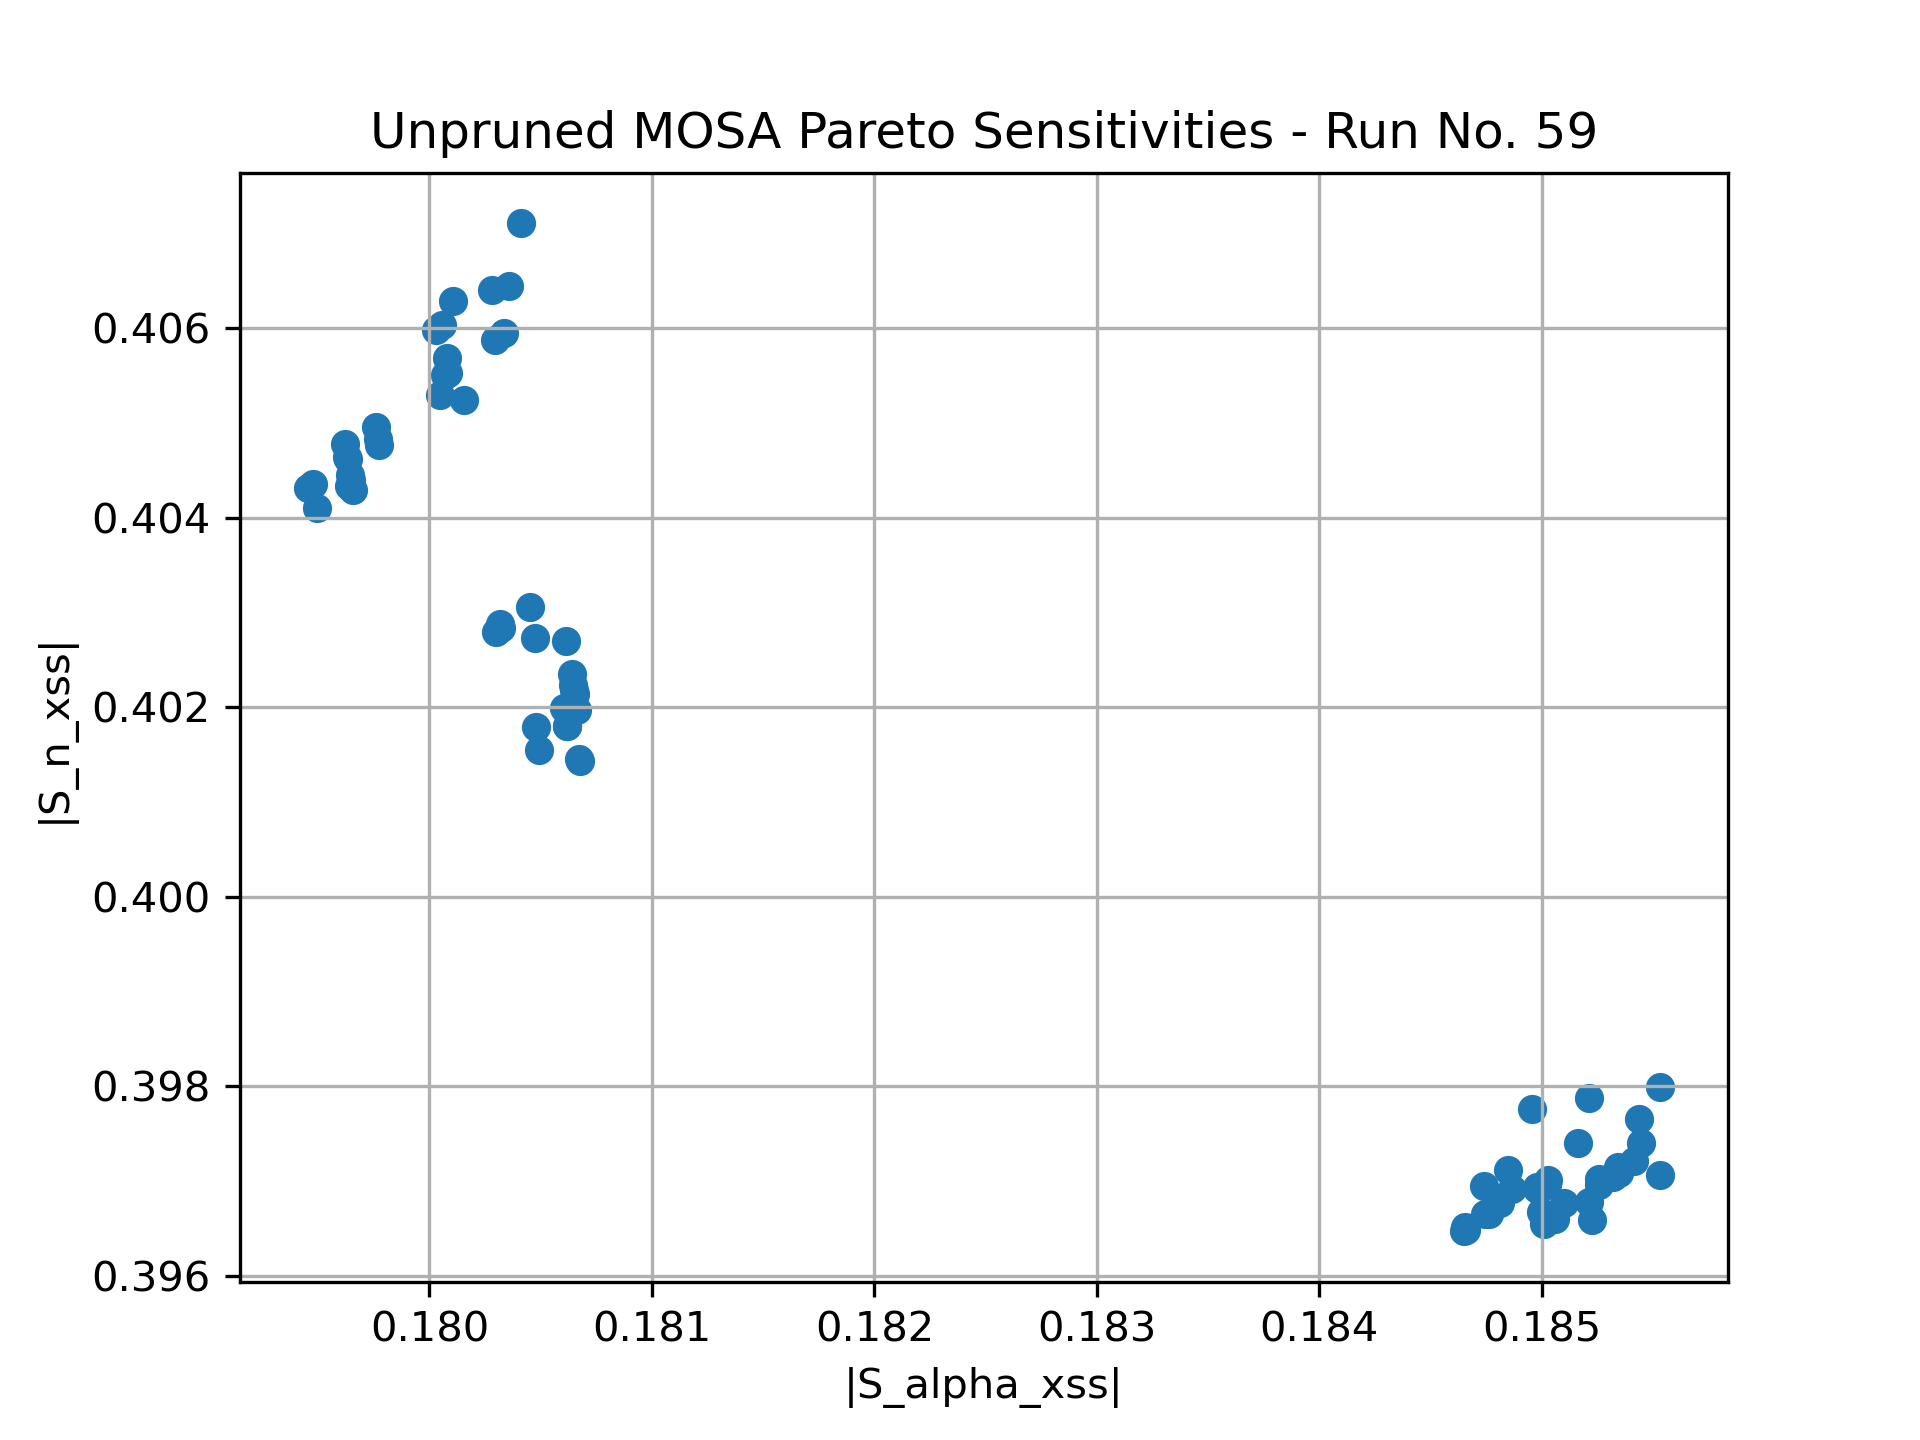 Unpruned MOSA Pareto Sensitivities - Run No. 59
|S_n_xss|
0.406
0.404
0.402
0.400
0.398
0.396
0.180 0.181 0.182 0.183 0.184 0.185
|S_alpha_xss|